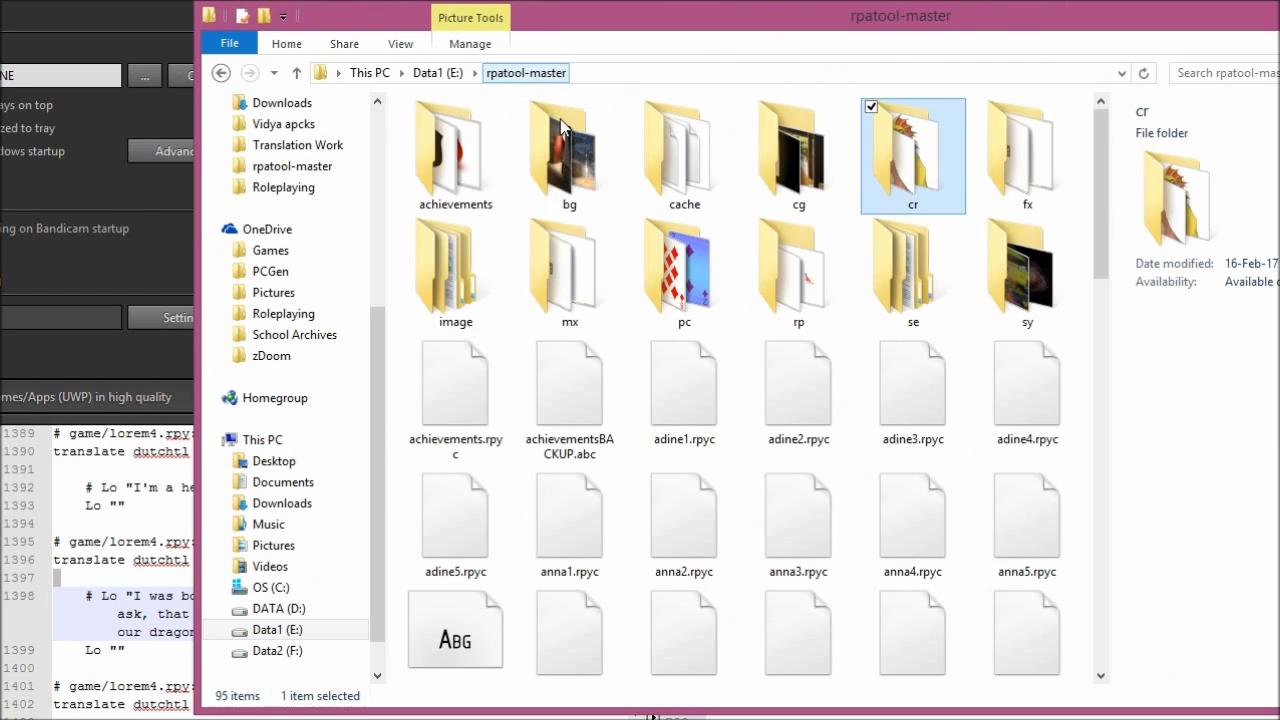 rpatool-master
Picture Tools
File
Home
Share
View
Manage
This PC
Data1 (E:)
rpatool-master
Search rpatool-mas
NE
...
ays on top
zed to tray
dows startup
Advanc
ng on Bandicam startup
Settin
mes/Apps (UWP) in high quality
Downloads
Vidya apcks
Translation Work
rpatool-master
Roleplaying
OneDrive
Games
PCGen
Pictures
Roleplaying
School Archives
zDoom
Homegroup
This PC
Desktop
Documents
Downloads
Music
Pictures
Videos
OS (C:)
DATA (D:)
Data1 (E:)
Data2 (F:)
achievements
bg
cache
cg
cr
fx
image
mx
pc
rp
se
sy
achievements.rpy
c
achievementsBA
CKUP.abc
adine1.rpyc
adine2.rpyc
adine3.rpyc
adine4.rpyc
adine5.rpyc
anna1.rpyc
anna2.rpyc
anna3.rpyc
anna4.rpyc
anna5.rpyc
ABG
cr
File folder
Date modified: 16-Feb-17
Availability: Available o
1389 # game/lorem4.rpy:
1390 translate dutchtl
1391
1392 # Lo "I'm a he
1393 Lo ""
1394
1395 # game/lorem4.rpy:
1396 translate dutchtl
1397
1398 # Lo "I was bo
ask, that
our dragon
1399 Lo ""
1400
1401 # game/lorem4.rpy:
1402 translate dutchtl
95 items
1 item selected